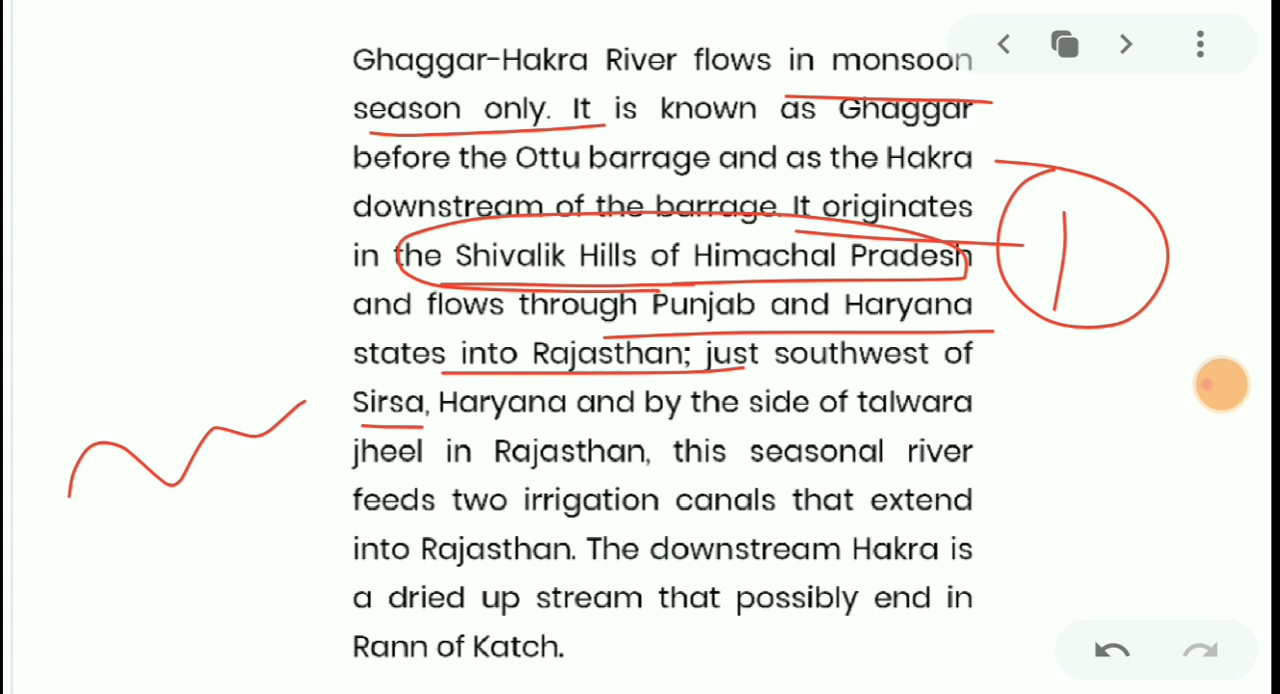 Ghaggar-Hakra River flows in monsoon
season only. It is known as Ghaggar
before the Ottu barrage and as the Hakra
downstream of the barrage. It originates
in the Shivalik Hills of Himachal Pradesh
and flows through Punjab and Haryana
states into Rajasthan; just southwest of
Sirsa, Haryana and by the side of talwara
jheel in Rajasthan, this seasonal river
feeds two irrigation canals that extend
into Rajasthan. The downstream Hakra is
a dried up stream that possibly end in
Rann of Katch.